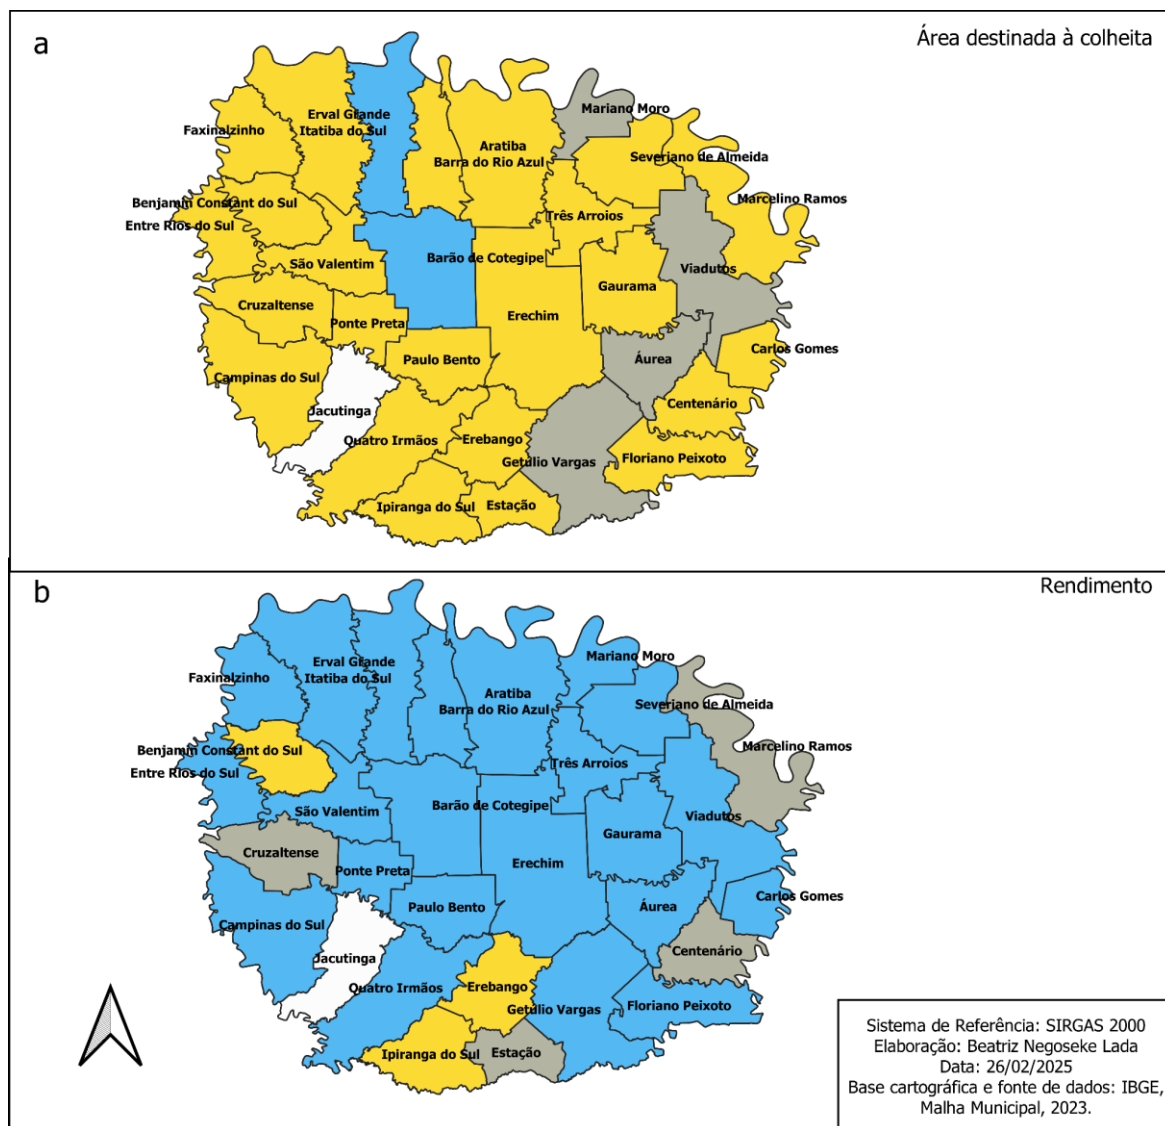 a
Área destinada à colheita
Mariano Moro
Erval Grande
Itatiba do Sul
Faxinalzinho
Aratiba
Barra do Rio Azul
Severiano de Almeida
Marcelino Ramos
Benjamin Constant do Sul
Entre Rios do Sul
Três Arroios
São Valentim
Barão de Cotegipe
Viadutos
Gaurama
Cruzaltense
Erechim
Ponte Preta
Carlos Gomes
Paulo Bento
Áurea
Campinas do Sul
Centenário
Jacutinga
Quatro Irmãos
Erebango
Getúlio Vargas
Floriano Peixoto
Ipiranga do Sul
Estação
b
Rendimento
Mariano Moro
Erval Grande
Itatiba do Sul
Faxinalzinho
Aratiba
Barra do Rio Azul
Severiano de Almeida
Marcelino Ramos
Benjamin Constant do Sul
Entre Rios do Sul
Três Arroios
São Valentim
Barão de Cotegipe
Viadutos
Gaurama
Cruzaltense
Erechim
Ponte Preta
Carlos Gomes
Paulo Bento
Áurea
Campinas do Sul
Centenário
Jacutinga
Quatro Irmãos
Erebango
Getúlio Vargas
Floriano Peixoto
Ipiranga do Sul
Estação
Sistema de Referência: SIRGAS 2000
Elaboração: Beatriz Negoseke Lada
Data: 26/02/2025
Base cartográfica e fonte de dados: IBGE,
Malha Municipal, 2023.